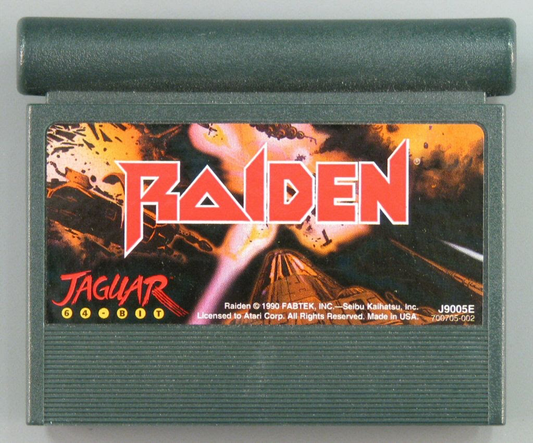 RAIDEN®
JAGUAR
64-BIT
Raiden © 1990 FABTEK, INC.—Seibu Kaihatsu, Inc.
Licensed to Atari Corp. All Rights Reserved. Made in USA.
J9005E
700705-002